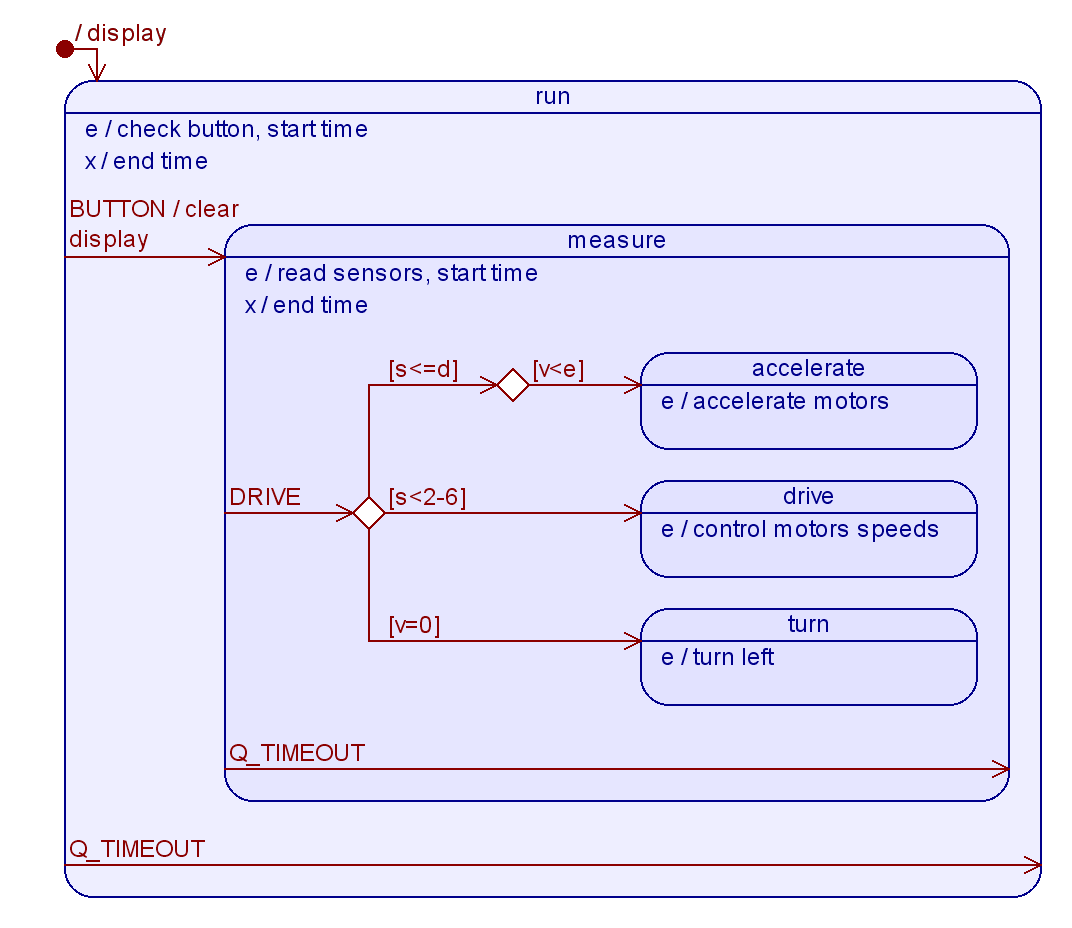 / display
run
e / check button, start time
x / end time
BUTTON / clear
display
measure
e / read sensors, start time
x / end time
[s<=d]
[v<e]
accelerate
e / accelerate motors
DRIVE
[s<2-6]
drive
e / control motors speeds
[v=0]
turn
e / turn left
Q_TIMEOUT
Q_TIMEOUT